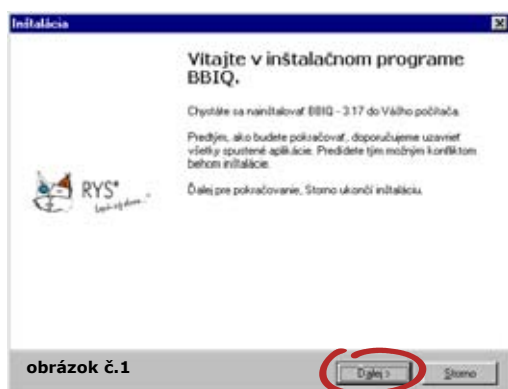 Inštalácia
Vitajte v inštalačnom programe
BBIQ.
Chystáte sa nainštalovať BBIQ - 3.17 do Vášho počítača.
Predtým, ako budete pokračovať, doporučujeme uzavrieť
všetky spustené aplikácie. Predídete tým možným konfliktom
behom inštalácie.
Ďalej pre pokračovanie, Storno ukončí inštaláciu.
RYS
obrázok č.1
Ďalej >
Storno